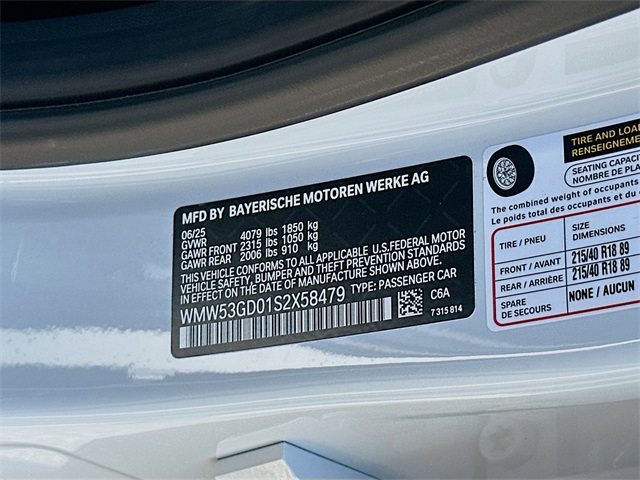 MFD BY BAYERISCHE MOTOREN WERKE AG
06/25 4079 lbs 1850 kg
GVWR
GAWR FRONT 2315 lbs 1050 kg
GAWR REAR 2006 lbs 910 kg
THIS VEHICLE CONFORMS TO ALL APPLICABLE U.S.FEDERAL MOTOR
VEHICLE SAFETY, BUMPER AND THEFT PREVENTION STANDARDS
IN EFFECT ON THE DATE OF MANUFACTURE SHOWN ABOVE.
WMW53GD01S2X58479 TYPE: PASSENGER CAR
C6A
7 315 814
TIRE AND LOA
RENSEIGNEME
SEATING CAPACI
NOMBRE DE PLA
The combined weight of occupants
Le poids total des occupants et du
TIRE / PNEU SIZE
DIMENSIONS
FRONT / AVANT 215/40 R18 89
REAR / ARRIÈRE 215/40 R18 89
SPARE
DE SECOURS NONE / AUCUN